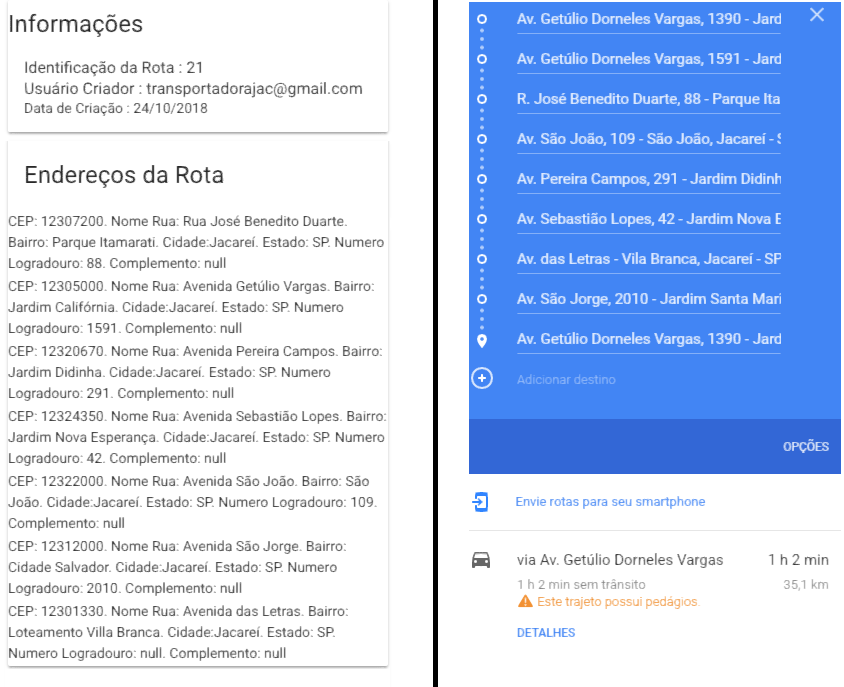 Informações
Identificação da Rota : 21
Usuário Criador : transportadorajac@gmail.com
Data de Criação : 24/10/2018
Endereços da Rota
CEP: 12307200. Nome Rua: Rua José Benedito Duarte.
Bairro: Parque Itamarati. Cidade:Jacareí. Estado: SP. Numero
Logradouro: 88. Complemento: null
CEP: 12305000. Nome Rua: Avenida Getúlio Vargas. Bairro:
Jardim Califórnia. Cidade:Jacareí. Estado: SP. Numero
Logradouro: 1591. Complemento: null
CEP: 12320670. Nome Rua: Avenida Pereira Campos. Bairro:
Jardim Didinha. Cidade:Jacareí. Estado: SP. Numero
Logradouro: 291. Complemento: null
CEP: 12324350. Nome Rua: Avenida Sebastião Lopes. Bairro:
Jardim Nova Esperança. Cidade:Jacareí. Estado: SP. Numero
Logradouro: 42. Complemento: null
CEP: 12322000. Nome Rua: Avenida São João. Bairro: São
João. Cidade:Jacareí. Estado: SP. Numero Logradouro: 109.
Complemento: null
CEP: 12312000. Nome Rua: Avenida São Jorge. Bairro:
Cidade Salvador. Cidade:Jacareí. Estado: SP. Numero
Logradouro: 2010. Complemento: null
CEP: 12301330. Nome Rua: Avenida das Letras. Bairro:
Loteamento Villa Branca. Cidade:Jacareí. Estado: SP.
Numero Logradouro: null. Complemento: null
Av. Getúlio Dorneles Vargas, 1390 - Jard
Av. Getúlio Dorneles Vargas, 1591 - Jard
R. José Benedito Duarte, 88 - Parque Ita
Av. São João, 109 - São João, Jacareí - S
Av. Pereira Campos, 291 - Jardim Didinh
Av. Sebastião Lopes, 42 - Jardim Nova E
Av. das Letras - Vila Branca, Jacareí - SP
Av. São Jorge, 2010 - Jardim Santa Mari
Av. Getúlio Dorneles Vargas, 1390 - Jard
Adicionar destino
OPÇÕES
Envie rotas para seu smartphone
via Av. Getúlio Dorneles Vargas 1 h 2 min
1 h 2 min sem trânsito 35,1 km
Este trajeto possui pedágios.
DETALHES